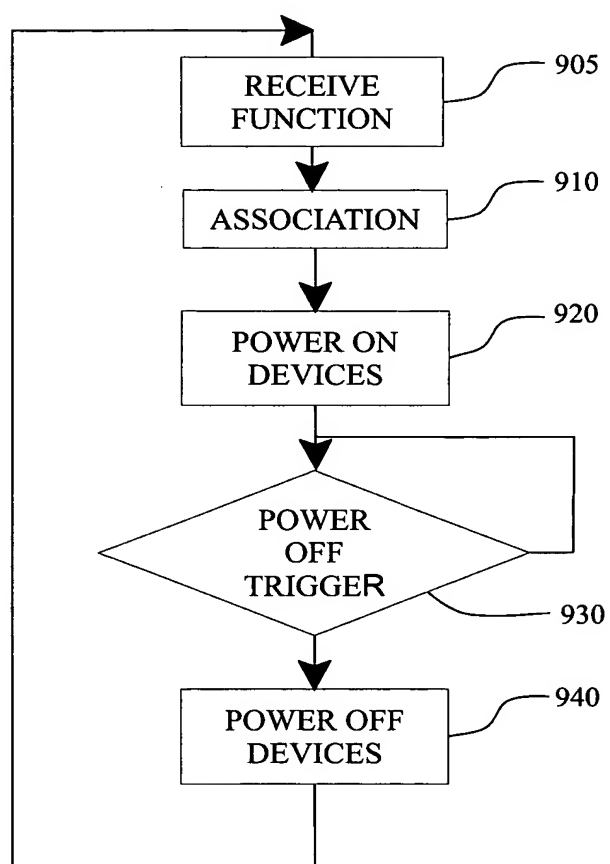 905
RECEIVE
FUNCTION
910
ASSOCIATION
920
POWER ON
DEVICES
POWER
OFF
TRIGGER
930
940
POWER OFF
DEVICES